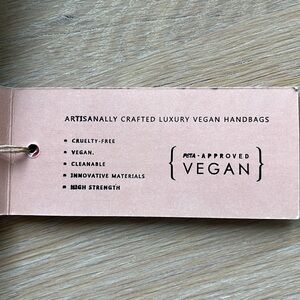 ARTISANALLY CRAFTED LUXURY VEGAN HANDBAGS
▪ CRUELTY-FREE
▪ VEGAN.
▪ CLEANABLE
▪ INNOVATIVE MATERIALS
▪ HIGH STRENGTH
PETA - APPROVED
VEGAN